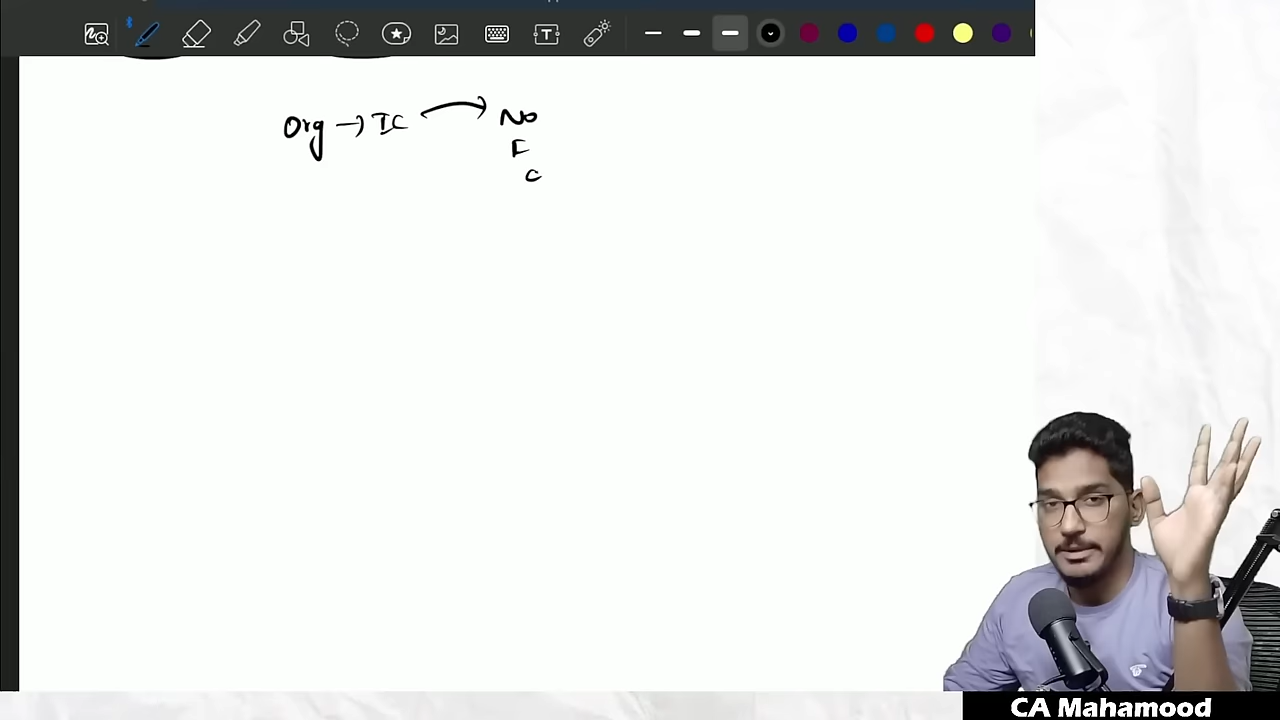 Org → IC → No
I
C
CA Mahamood